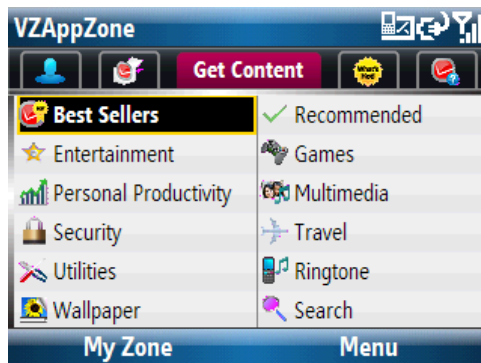 VZAppZone
Get Content
What's Hot!
Best Sellers
Recommended
Entertainment
Games
Personal Productivity
Multimedia
Security
Travel
Utilities
Ringtone
Wallpaper
Search
My Zone
Menu